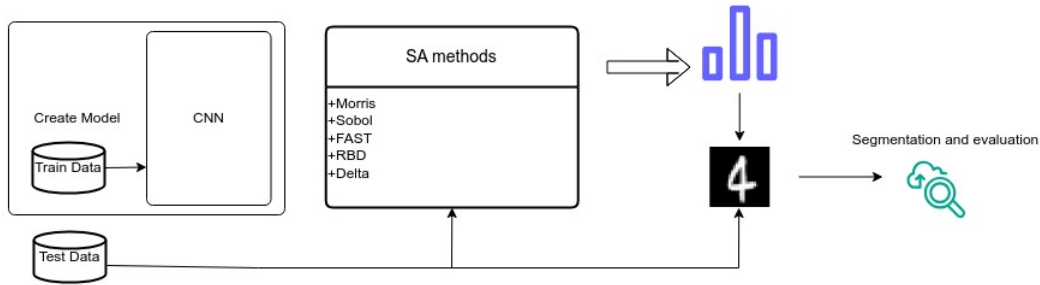 Create Model
Train Data
CNN
Test Data
SA methods
+Morris
+Sobol
+FAST
+RBD
+Delta
4
Segmentation and evaluation